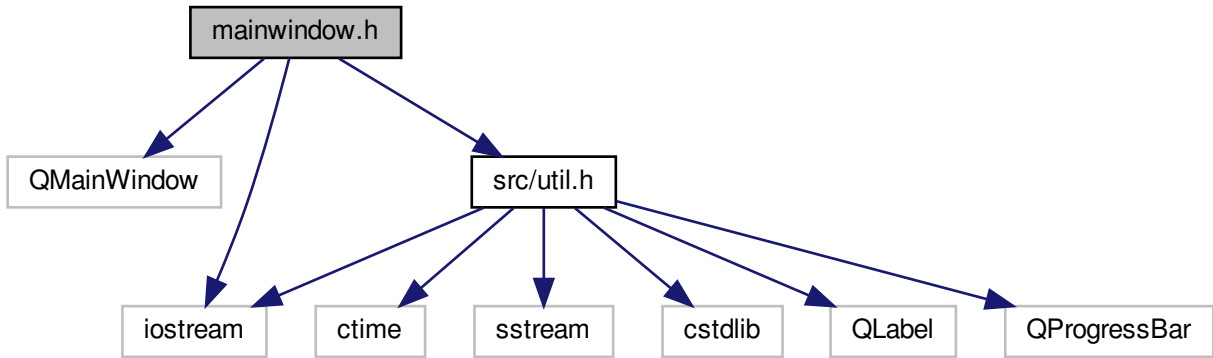 mainwindow.h
QMainWindow
src/util.h
iostream
ctime
sstream
cstdlib
QLabel
QProgressBar